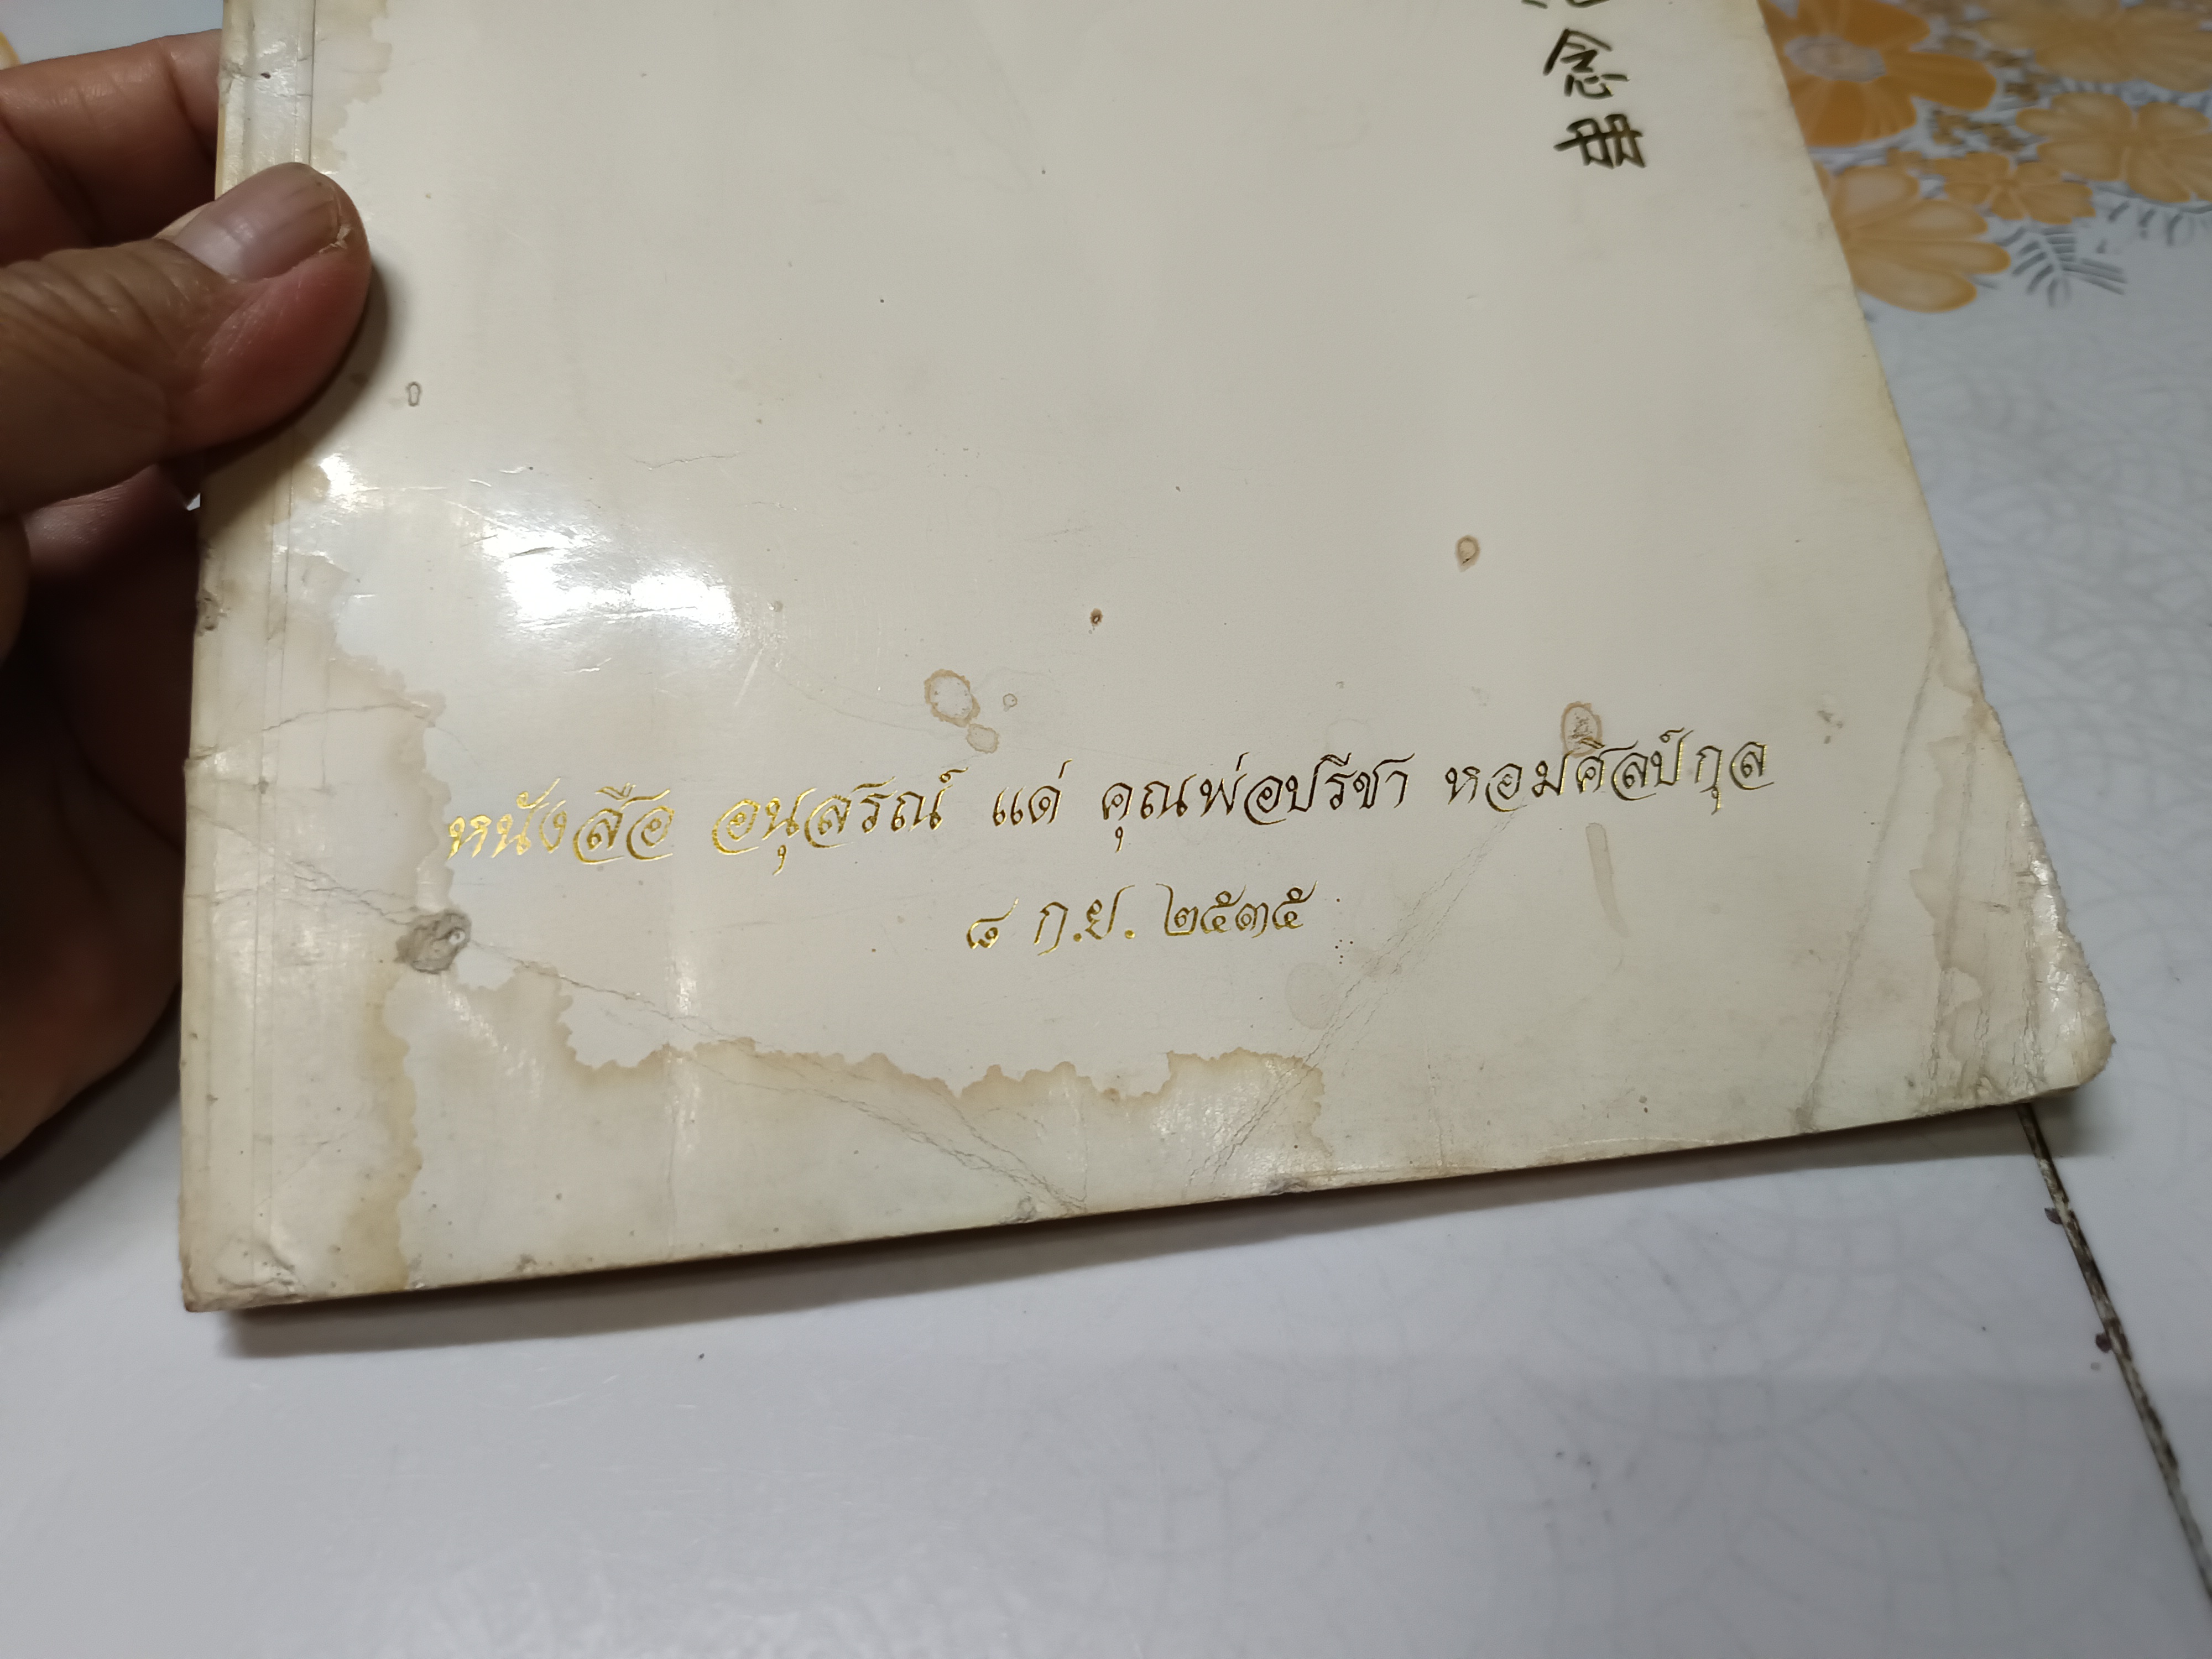 念册
หนังสือ อนุสรณ์ แด่ คุณพ่อปรีชา หอมศิลป์กุล
๘ ก.ย. ๒๕๓๕